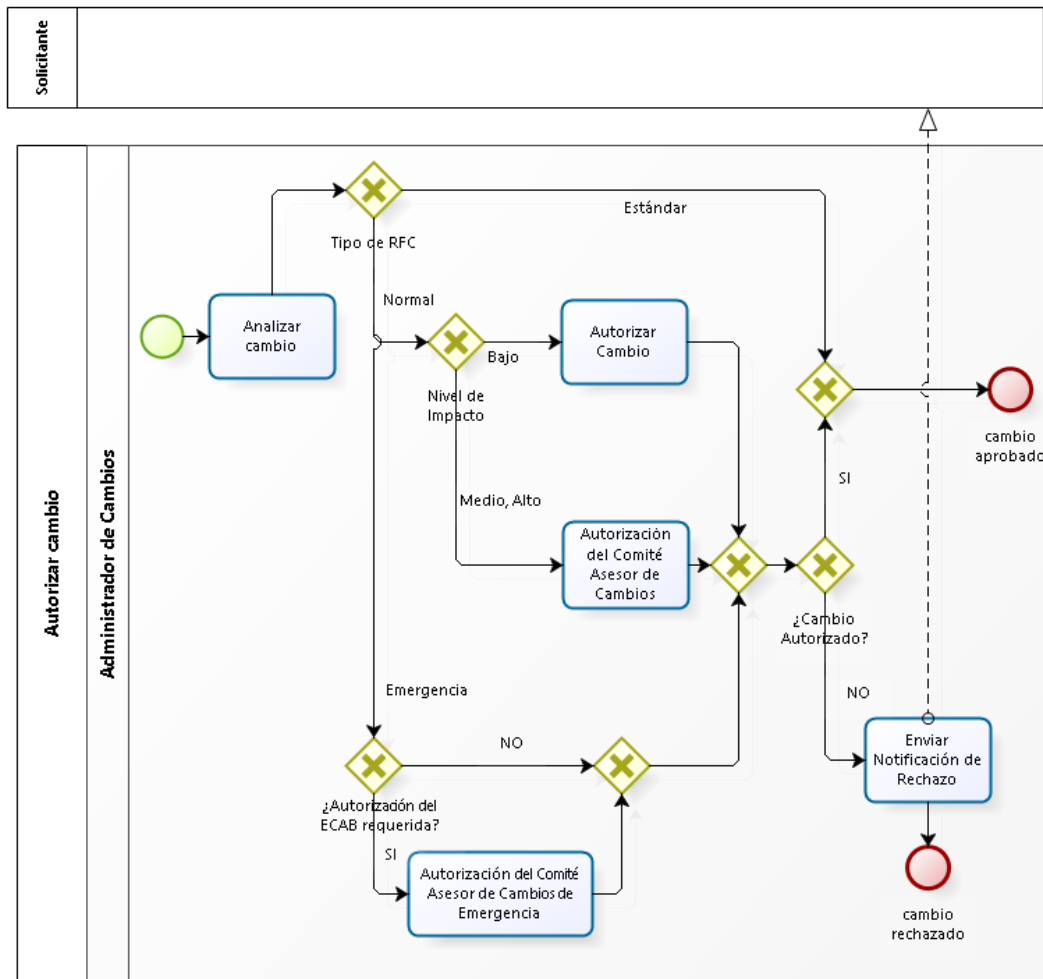 Solicitante
Autorizar cambio
Administrador de Cambios
Estándar
Tipo de RFC
Normal
Analizar
cambio
Autorizar
Cambio
Bajo
Nivel de
Impacto
cambio
aprobado
SI
Medio, Alto
Autorización
del Comité
Asesor de
Cambios
¿Cambio
Autorizado?
Emergencia
NO
NO
Enviar
Notificación de
Rechazo
¿Autorización del
ECAB requerida?
SI
Autorización del Comité
Asesor de Cambios de
Emergencia
cambio
rechazado